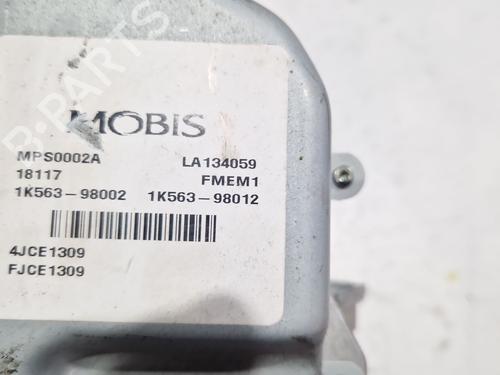 MOBIS
MPS0002A LA134059
18117 FMEM1
1K563-98002 1K563-98012
4JCE1309
FJCE1309
B-PARTS